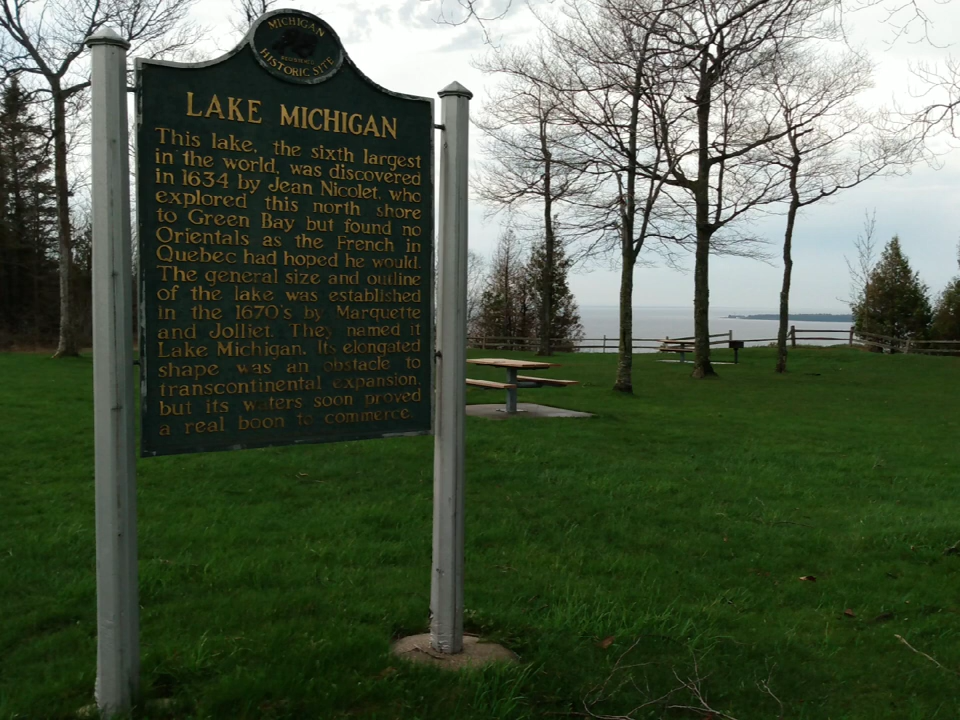 MICHIGAN
HISTORIC SITE
LAKE MICHIGAN
This lake, the sixth largest
in the world, was discovered
in 1634 by Jean Nicolet, who
explored this north shore
to Green Bay but found no
Orientals as the French in
Quebec had hoped he would.
The general size and outline
of the lake was established
in the 1670's by Marquette
and Jolliet. They named it
Lake Michigan. Its elongated
shape was an obstacle to
transcontinental expansion,
but its waters soon proved
a real boon to commerce.